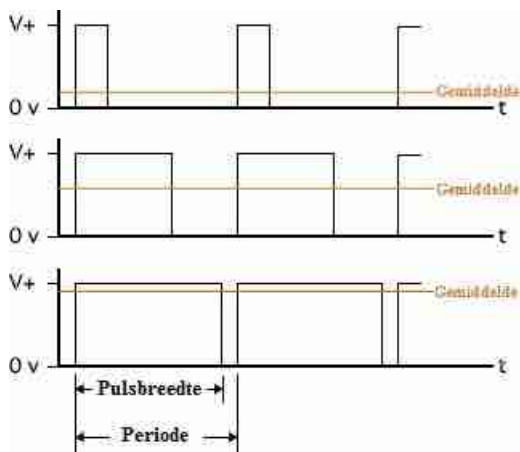 V+
Gemiddelde
0 v
t
V+
Gemiddelde
0 v
t
V+
Gemiddelde
0 v
t
Pulsbreedte
Periode